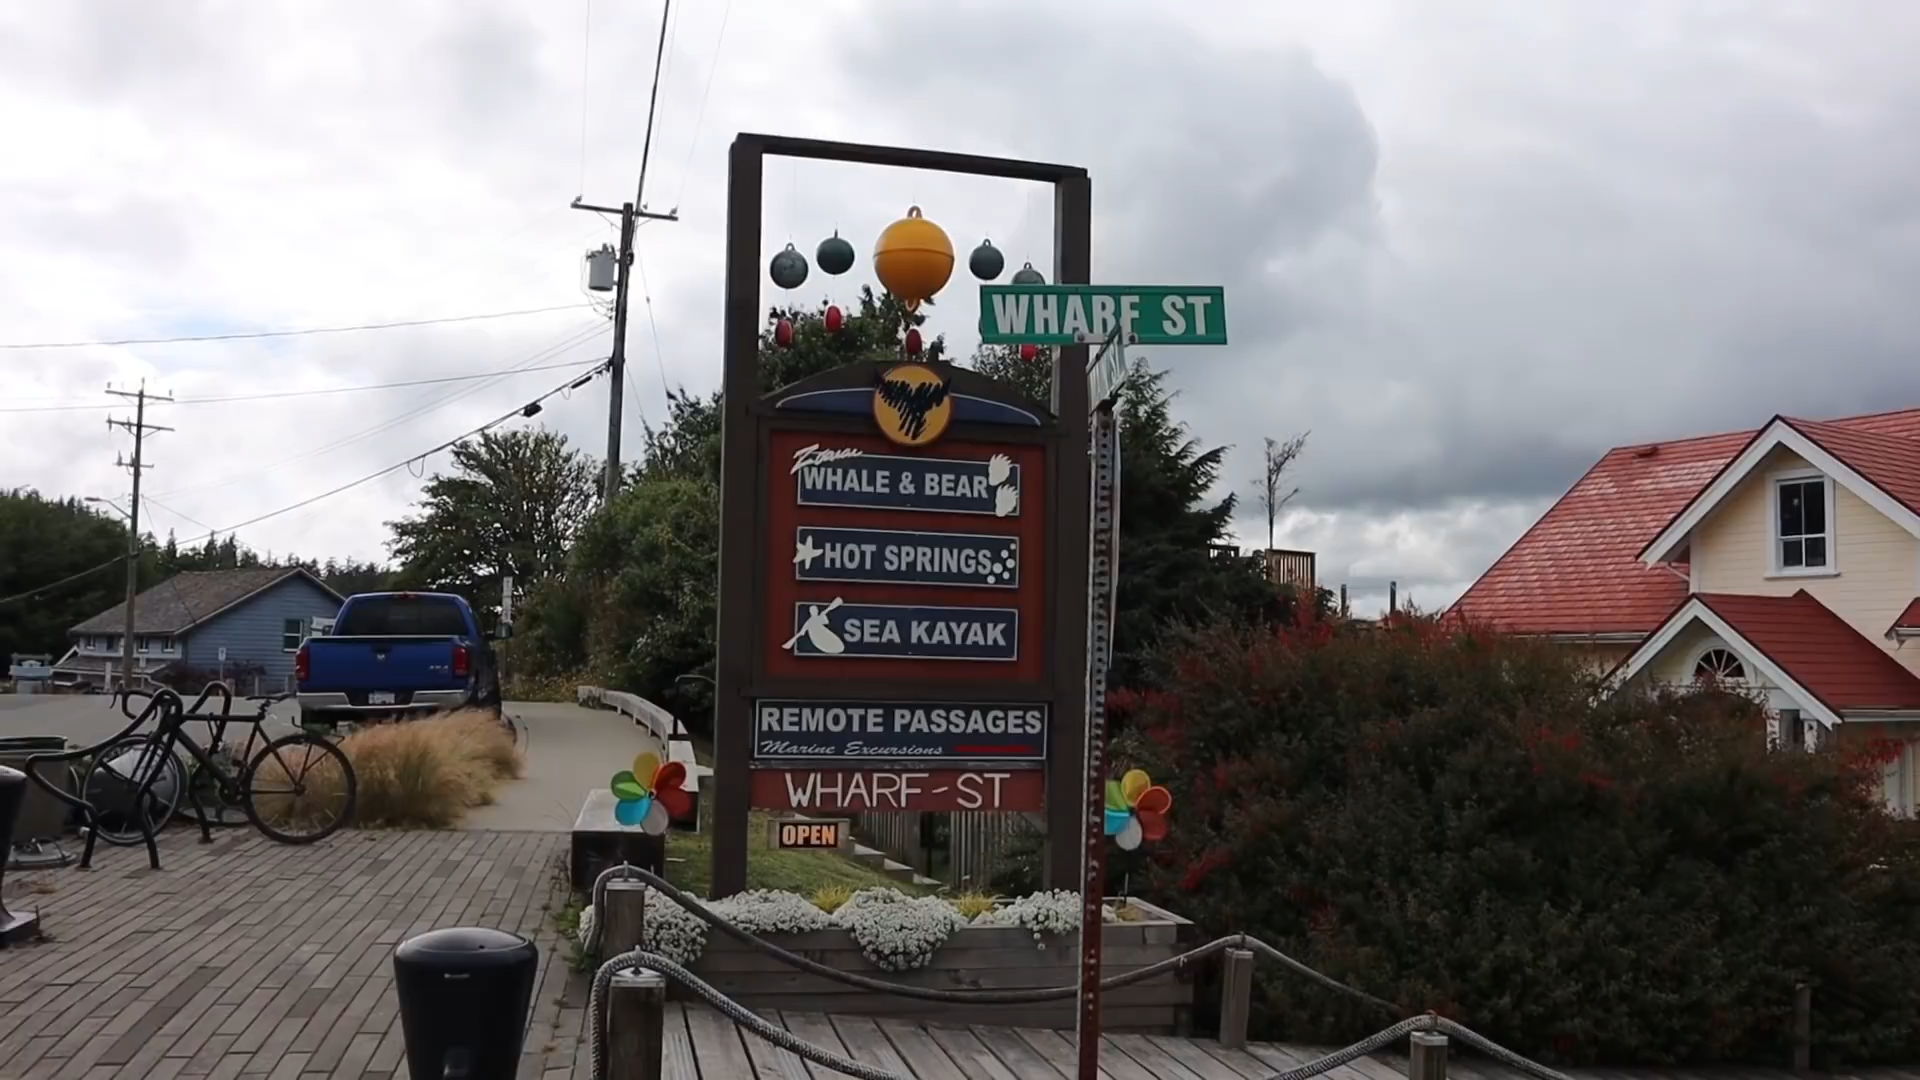 WHARF ST
WHALE & BEAR
HOT SPRINGS
SEA KAYAK
REMOTE PASSAGES
Marine Excursions
WHARF-ST
OPEN